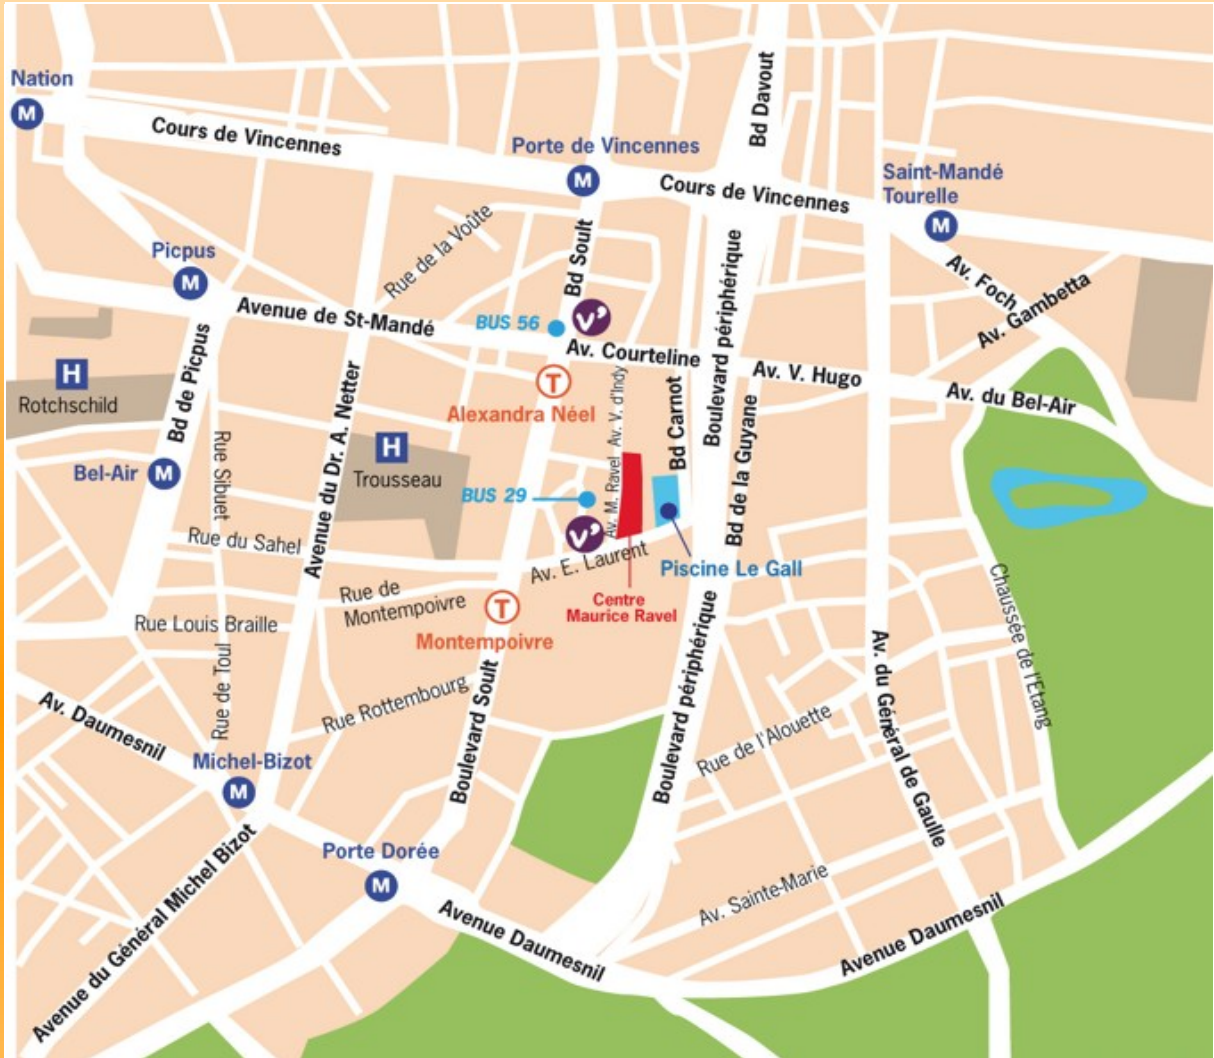 Nation
M
Cours de Vincennes
Porte de Vincennes
M
Bd Davout
Cours de Vincennes
Saint-Mandé
Tourelle
M
Picpus
M
Rue de la Voûte
Bd Soult
Boulevard périphérique
Av. Foch
Av. Gambetta
Avenue de St-Mandé
BUS 56
V'
Av. Courteline
Av. V. Hugo
Av. du Bel-Air
H
Rotchschild
Bd de Picpus
Avenue du Dr. A. Netter
T
Alexandra Néel
Av. V. d'Indy
Bd Carnot
Bd de la Guyane
Bel-Air
M
Rue Sibuet
H
Trousseau
BUS 29
Av. M. Ravel
V'
Rue du Sahel
Av. E. Laurent
Piscine Le Gall
Rue de
Montempoivre
Centre
Maurice Ravel
T
Montempoivre
Rue Louis Braille
Rue de Toul
Chaussée de l'Etang
Boulevard périphérique
Av. du Général de Gaulle
Rue Rottembourg
Boulevard Soult
Rue de l'Alouette
Av. Daumesnil
Michel-Bizot
M
Porte Dorée
M
Avenue du Général Michel Bizot
Avenue Daumesnil
Av. Sainte-Marie
Avenue Daumesnil